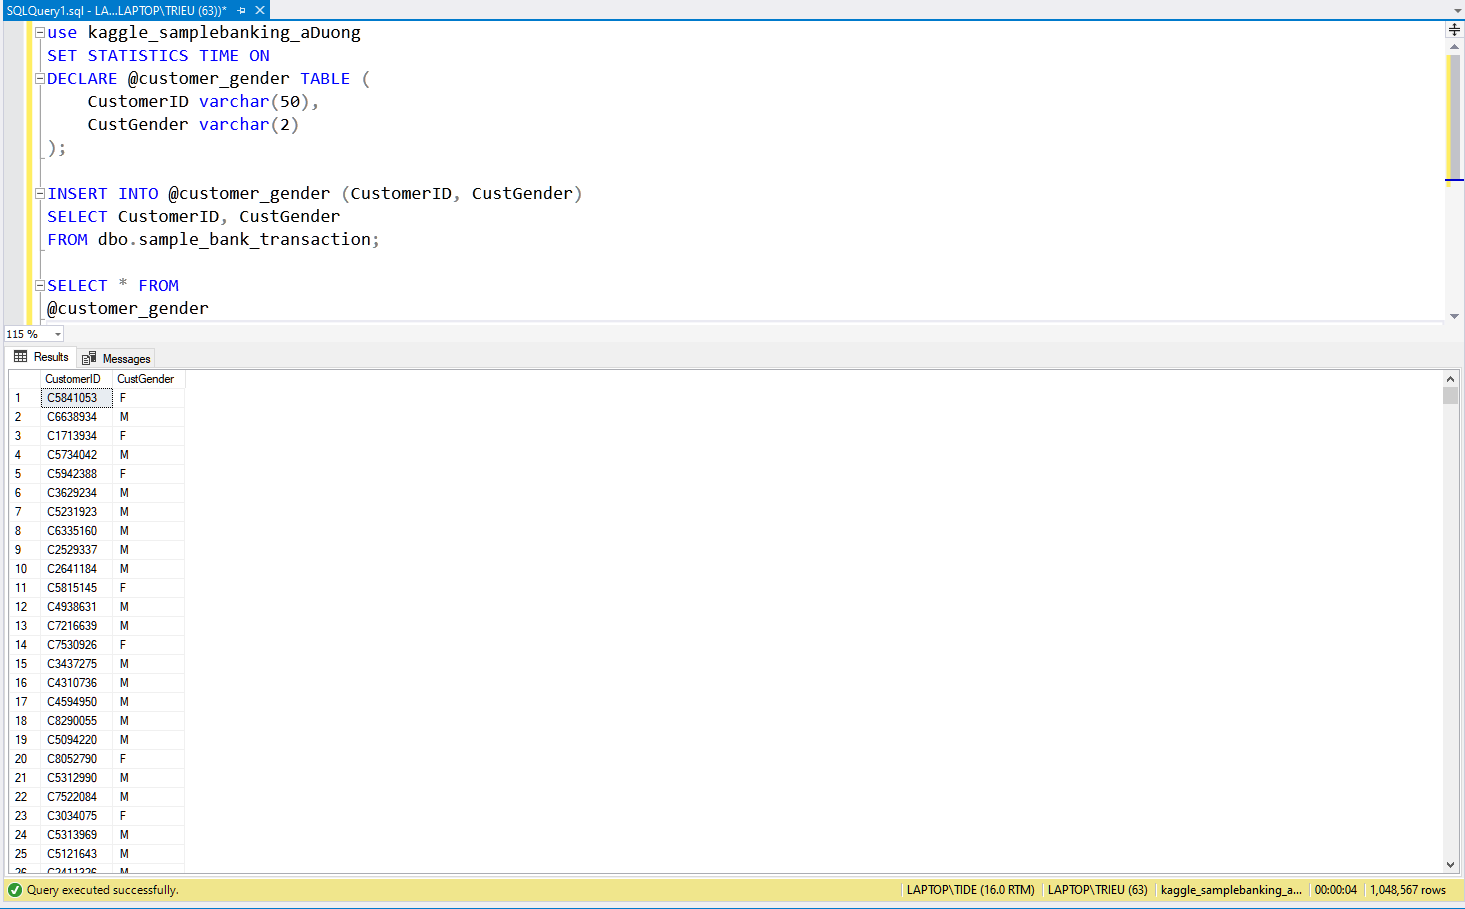 SQLQuery1.sql - LA...LAPTOP\TRIEU (63))*
use kaggle_samplebanking_aDuong
SET STATISTICS TIME ON
DECLARE @customer_gender TABLE (
    CustomerID varchar(50),
    CustGender varchar(2)
);
INSERT INTO @customer_gender (CustomerID, CustGender)
SELECT CustomerID, CustGender
FROM dbo.sample_bank_transaction;
SELECT * FROM
@customer_gender
115 %
Results Messages
CustomerID CustGender
1 C5841053 F
2 C6638934 M
3 C1713934 F
4 C5734042 M
5 C5942388 F
6 C3629234 M
7 C5231923 M
8 C6335160 M
9 C2529337 M
10 C2641184 M
11 C5815145 F
12 C4938631 M
13 C7216639 M
14 C7530926 F
15 C3437275 M
16 C4310736 M
17 C4594950 M
18 C8290055 M
19 C5094220 M
20 C8052790 F
21 C5312990 M
22 C7522084 M
23 C3034075 F
24 C5313969 M
25 C5121643 M
26 C2411326 M
Query executed successfully. LAPTOP\TIDE (16.0 RTM) LAPTOP\TRIEU (63) kaggle_samplebanking_a... 00:00:04 1,048,567 rows